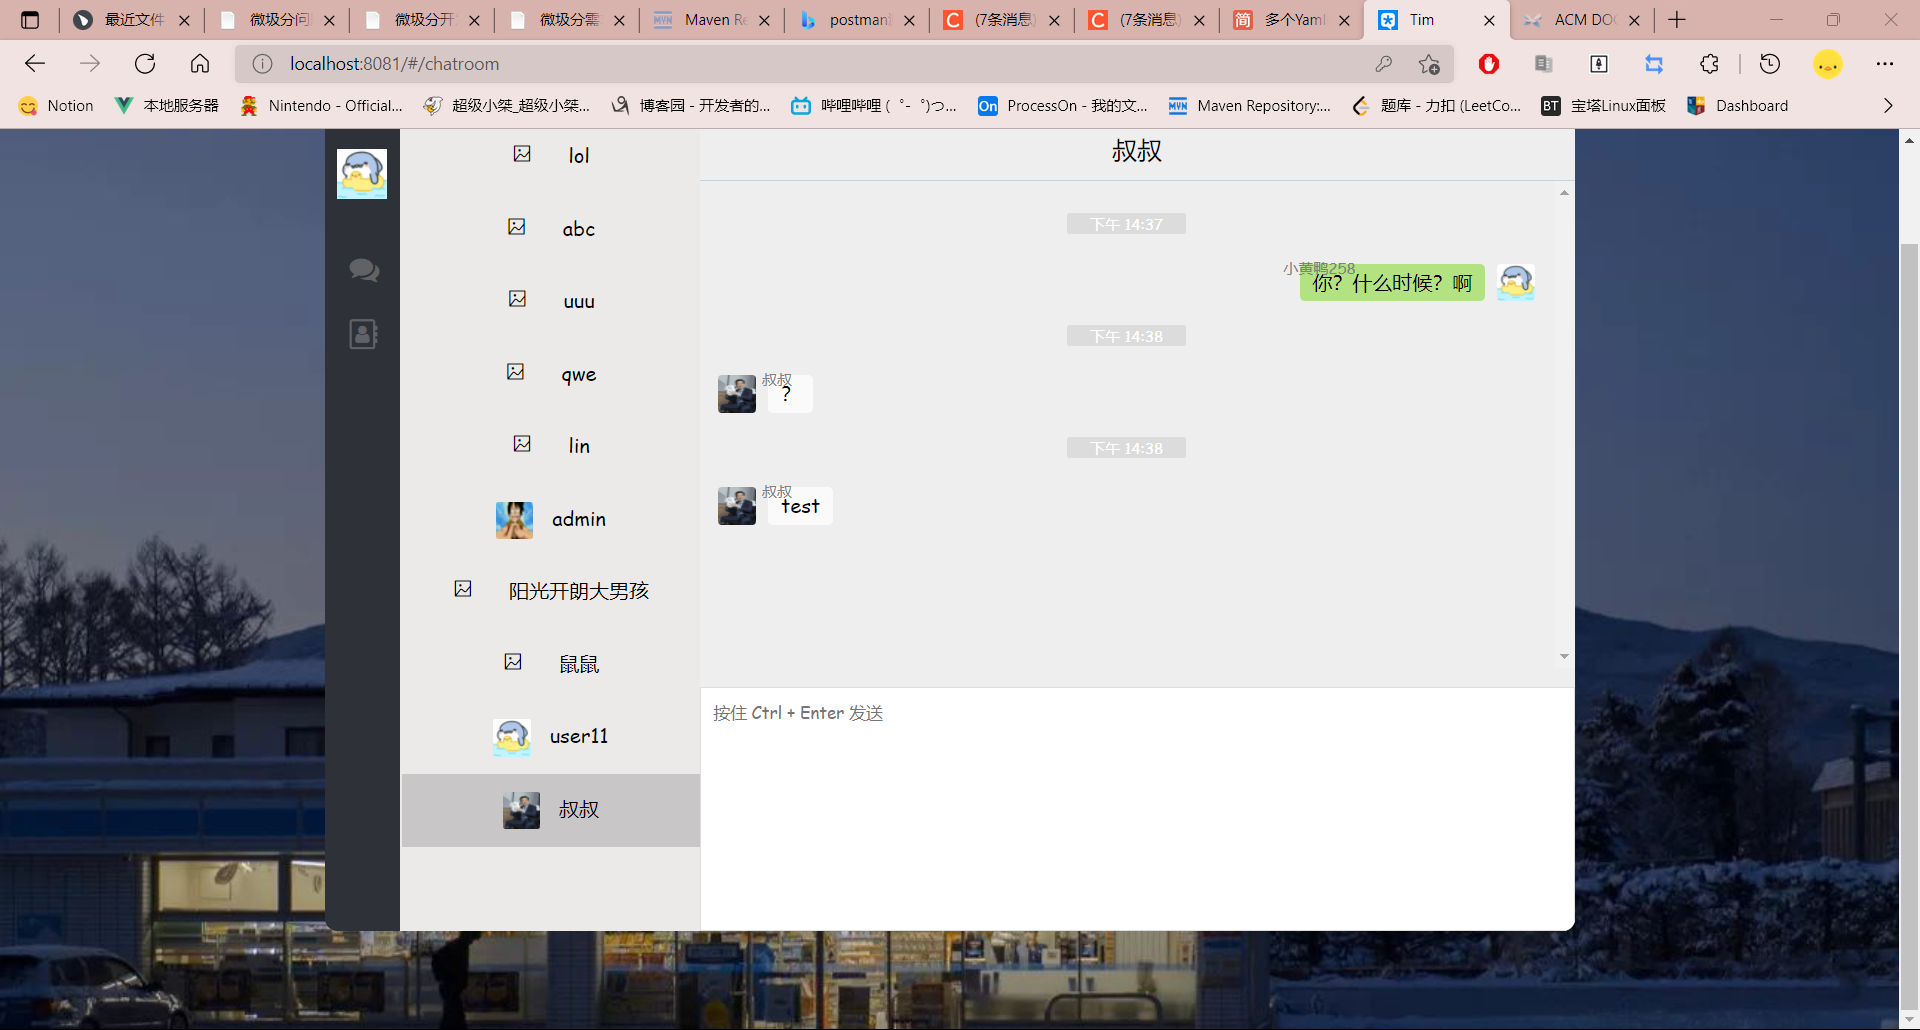 最近文件
微圾分问
微圾分开
微圾分需
Maven Re
postman
(7条消息)
(7条消息)
多个Yaml
Tim
ACM DOC
localhost:8081/#/chatroom
Notion
本地服务器
Nintendo - Official...
超级小桀_超级小桀...
博客园 - 开发者的...
哔哩哔哩 (゜-゜)つ...
ProcessOn - 我的文...
Maven Repository:...
题库 - 力扣 (LeetCo...
宝塔Linux面板
Dashboard
lol
abc
uuu
qwe
lin
admin
阳光开朗大男孩
鼠鼠
user11
叔叔
叔叔
下午 14:37
小黄鸭258
你？什么时候？啊
下午 14:38
叔叔
？
下午 14:38
叔叔
test
按住 Ctrl + Enter 发送